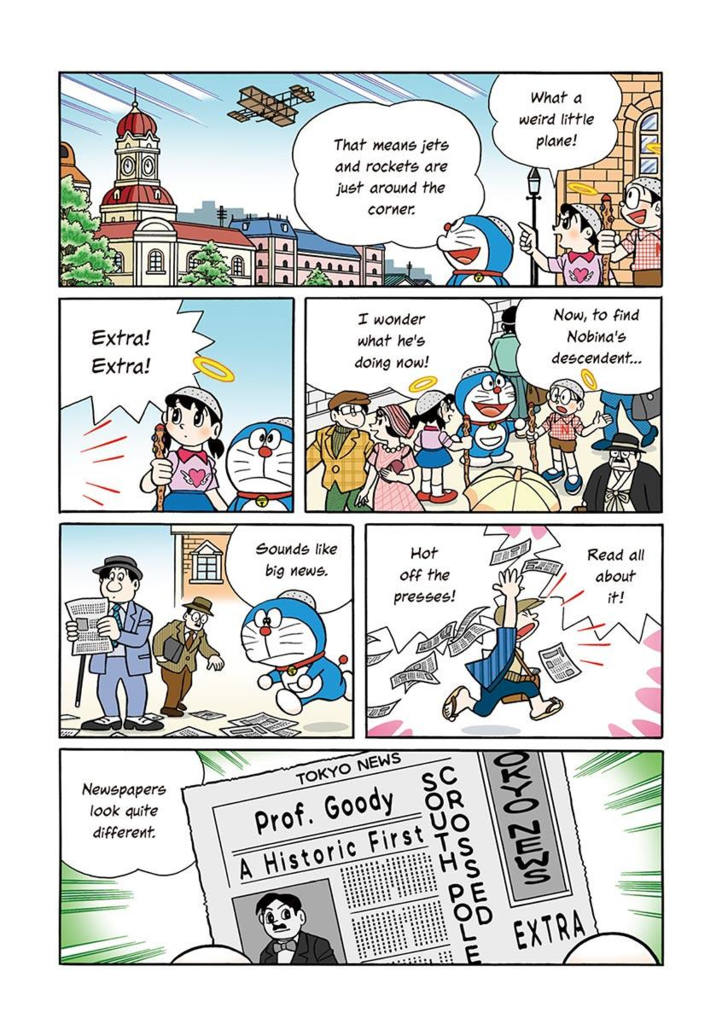 What a
weird little
plane!
That means jets
and rockets are
just around the
corner.
Extra!
Extra!
I wonder
what he's
doing now!
Now, to find
Nobina's
descendent...
N
Sounds like
big news.
Hot
off the
presses!
Read all
about
it!
Newspapers
look quite
different.
TOKYO NEWS
Prof. Goody
A Historic First
CROSSED
SOUTH POLE
OKYO NEWS
EXTRA